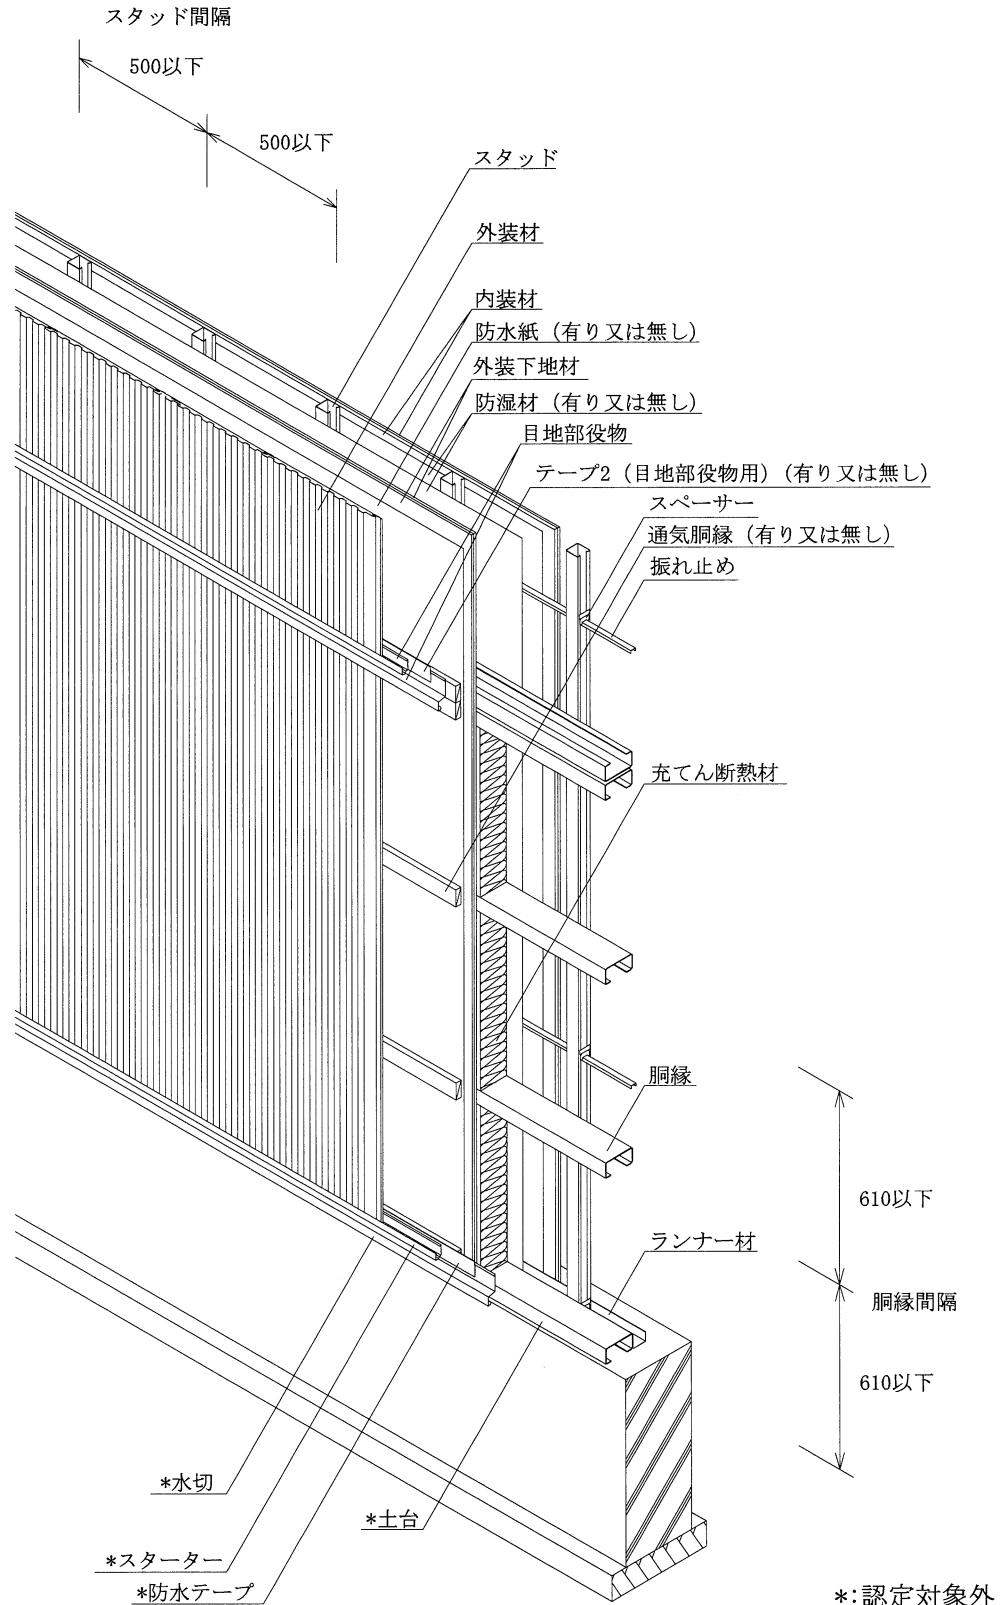 スタッド間隔
500以下
500以下
スタッド
外装材
内装材
防水紙（有り又は無し）
外装下地材
防湿材（有り又は無し）
目地部役物
テープ2（目地部役物用）（有り又は無し）
スペーサー
通気胴縁（有り又は無し）
振れ止め
充てん断熱材
胴縁
610以下
ランナー材
胴縁間隔
610以下
*水切
*土台
*スターター
*防水テープ
*:認定対象外